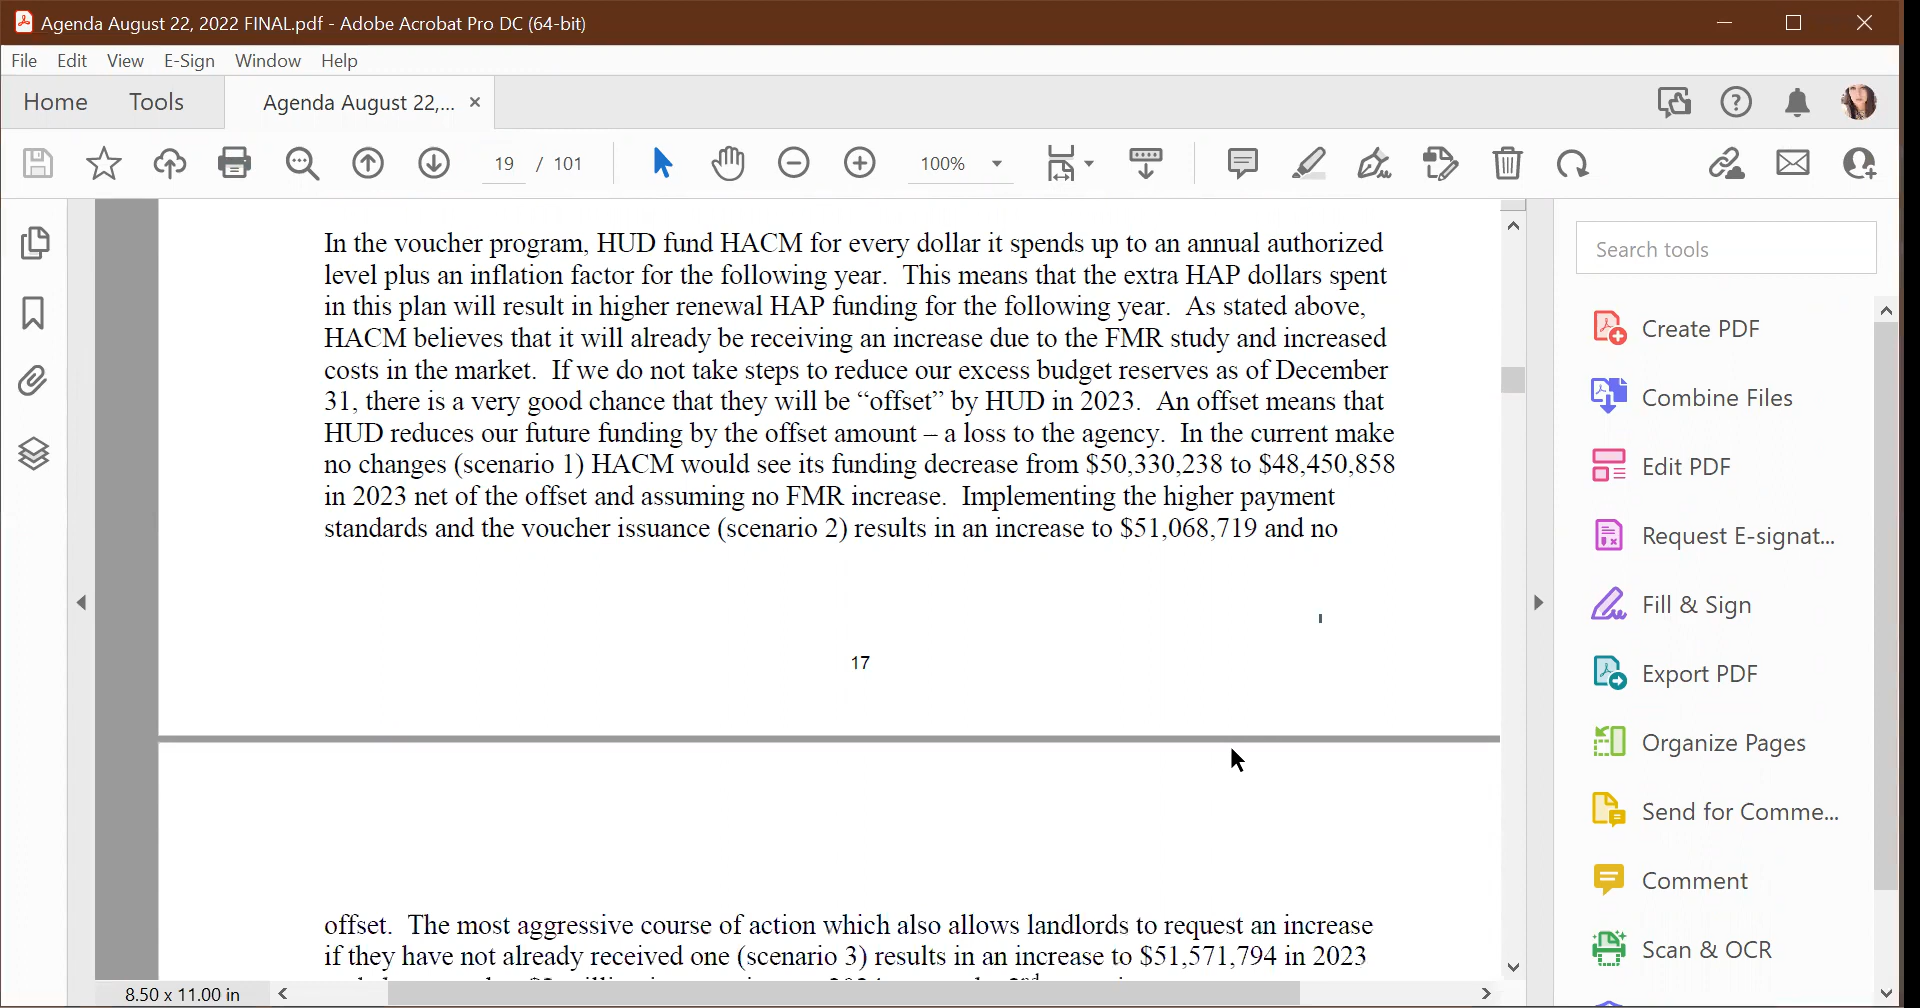 Agenda August 22, 2022 FINAL.pdf - Adobe Acrobat Pro DC (64-bit)
File Edit View E-Sign Window Help
Home Tools Agenda August 22,... ×
19 / 101 100%
Search tools
In the voucher program, HUD fund HACM for every dollar it spends up to an annual authorized
level plus an inflation factor for the following year. This means that the extra HAP dollars spent
in this plan will result in higher renewal HAP funding for the following year. As stated above,
HACM believes that it will already be receiving an increase due to the FMR study and increased
costs in the market. If we do not take steps to reduce our excess budget reserves as of December
31, there is a very good chance that they will be “offset” by HUD in 2023. An offset means that
HUD reduces our future funding by the offset amount – a loss to the agency. In the current make
no changes (scenario 1) HACM would see its funding decrease from $50,330,238 to $48,450,858
in 2023 net of the offset and assuming no FMR increase. Implementing the higher payment
standards and the voucher issuance (scenario 2) results in an increase to $51,068,719 and no
17
offset. The most aggressive course of action which also allows landlords to request an increase
if they have not already received one (scenario 3) results in an increase to $51,571,794 in 2023
8.50 x 11.00 in
Create PDF
Combine Files
Edit PDF
Request E-signat...
Fill & Sign
Export PDF
Organize Pages
Send for Comme...
Comment
Scan & OCR